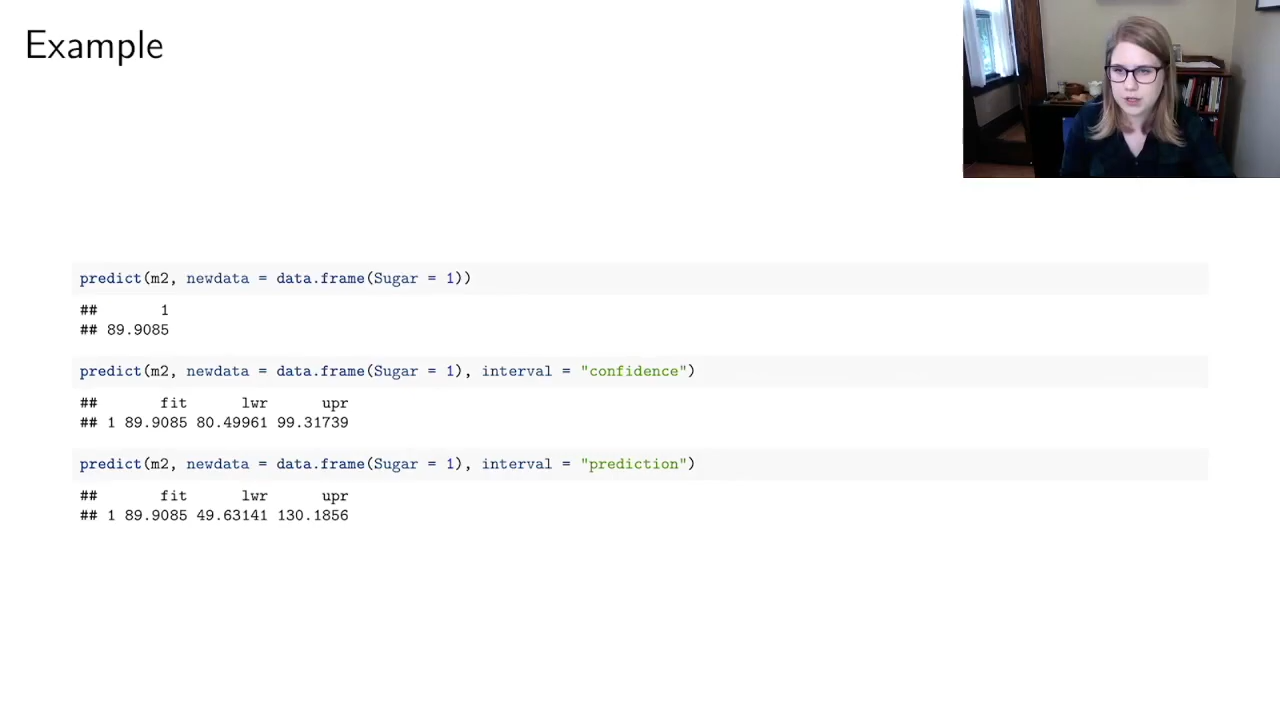 Example
predict(m2, newdata = data.frame(Sugar = 1))
## 1
## 89.9085
predict(m2, newdata = data.frame(Sugar = 1), interval = "confidence")
## fit lwr upr
## 1 89.9085 80.49961 99.31739
predict(m2, newdata = data.frame(Sugar = 1), interval = "prediction")
## fit lwr upr
## 1 89.9085 49.63141 130.1856